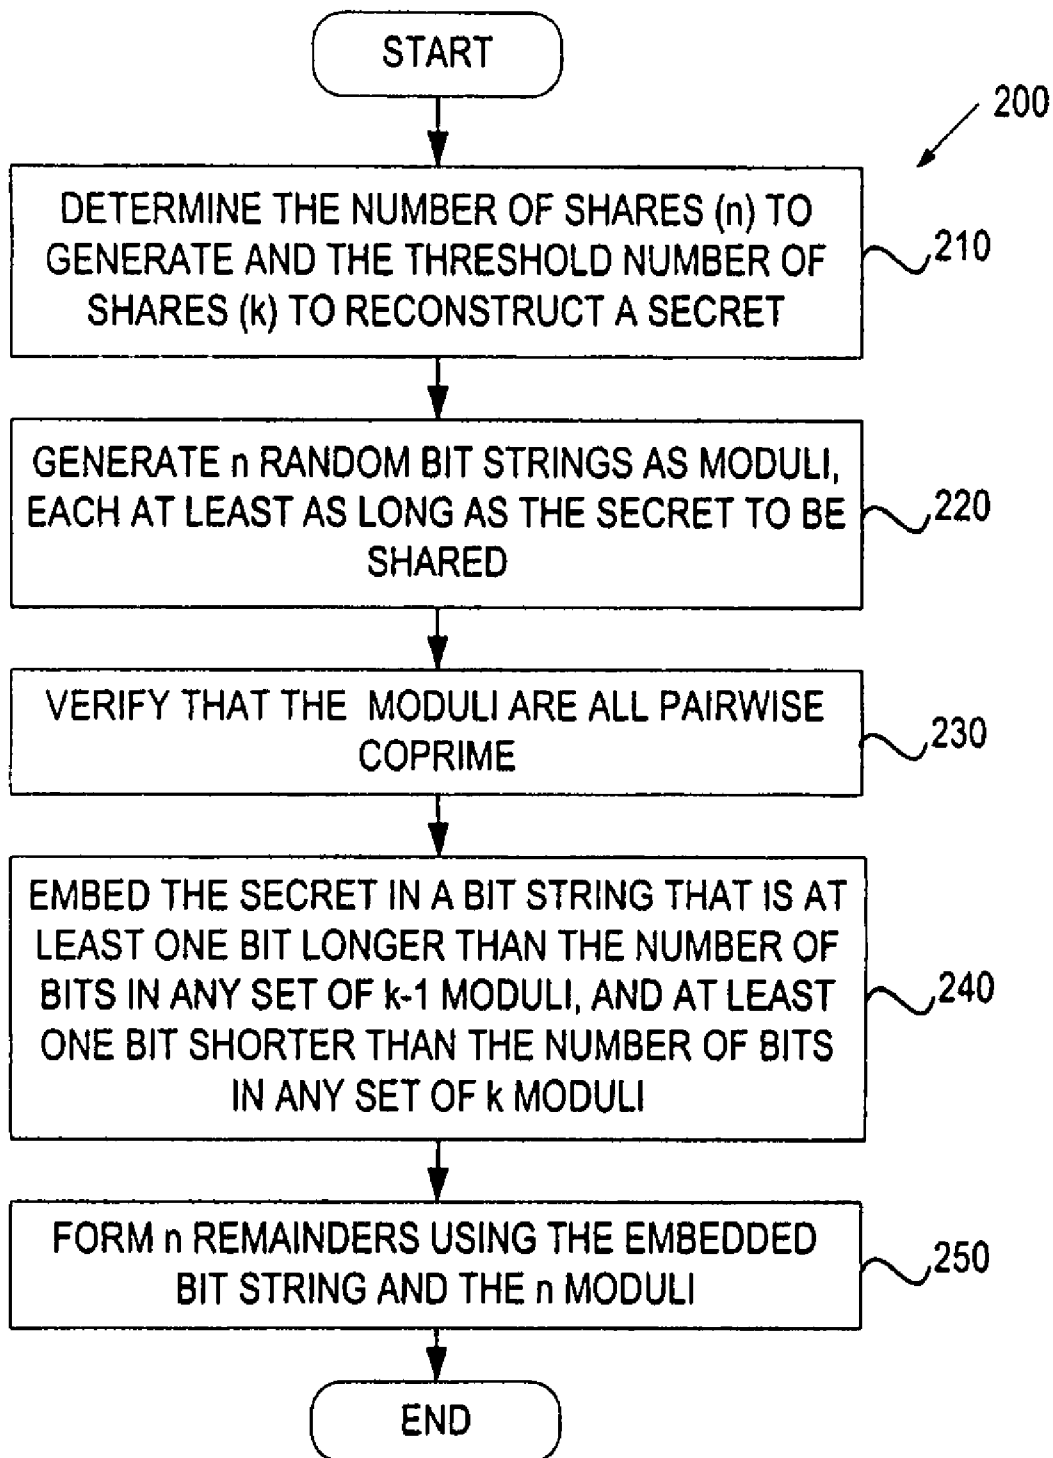 START
200
DETERMINE THE NUMBER OF SHARES (n) TO
GENERATE AND THE THRESHOLD NUMBER OF
SHARES (k) TO RECONSTRUCT A SECRET
210
GENERATE n RANDOM BIT STRINGS AS MODULI,
EACH AT LEAST AS LONG AS THE SECRET TO BE
SHARED
220
VERIFY THAT THE MODULI ARE ALL PAIRWISE
COPRIME
230
EMBED THE SECRET IN A BIT STRING THAT IS AT
LEAST ONE BIT LONGER THAN THE NUMBER OF
BITS IN ANY SET OF k-1 MODULI, AND AT LEAST
ONE BIT SHORTER THAN THE NUMBER OF BITS
IN ANY SET OF k MODULI
240
FORM n REMAINDERS USING THE EMBEDDED
BIT STRING AND THE n MODULI
250
END